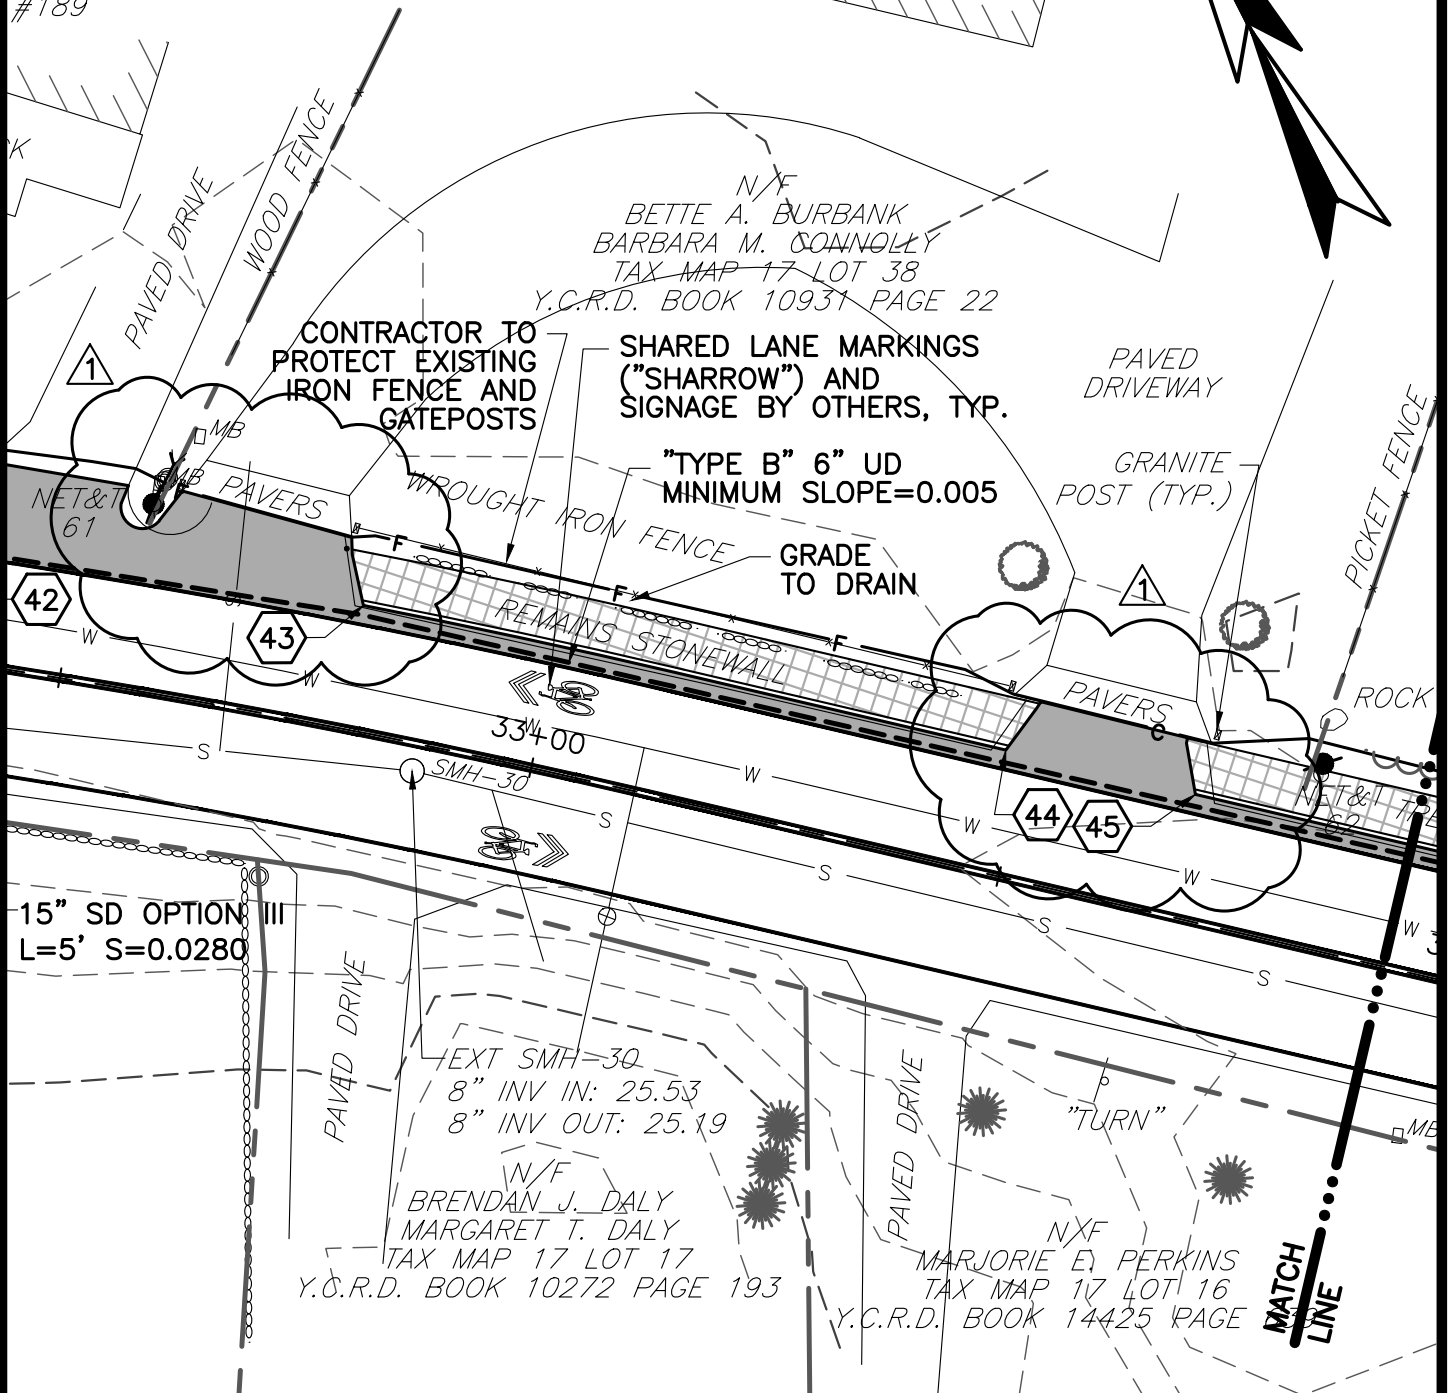 #189
PAVED DRIVE
WOOD FENCE
N/F
BETTE A. BURBANK
BARBARA M. CONNOLLY
TAX MAP 17 LOT 38
Y.C.R.D. BOOK 10931 PAGE 22
CONTRACTOR TO
PROTECT EXISTING
IRON FENCE AND
GATEPOSTS
SHARED LANE MARKINGS
("SHARROW") AND
SIGNAGE BY OTHERS, TYP.
"TYPE B" 6" UD
MINIMUM SLOPE=0.005
GRADE
TO DRAIN
PAVED
DRIVEWAY
GRANITE
POST (TYP.)
PICKET FENCE
1
MB
MB
NET&T
61
PAVERS
WROUGHT IRON FENCE
F
F
F
REMAINS STONEWALL
1
PAVERS
C
ROCK
42
43
44
45
NET&T
62
W
W
W
W
W
W
W
33+00
S
S
S
S
S
SMH-30
15" SD OPTION III
L=5' S=0.0280
PAVED DRIVE
EXT SMH-30
8" INV IN: 25.53
8" INV OUT: 25.19
N/F
BRENDAN J. DALY
MARGARET T. DALY
TAX MAP 17 LOT 17
Y.C.R.D. BOOK 10272 PAGE 193
PAVED DRIVE
"TURN"
MB
N/F
MARJORIE E. PERKINS
TAX MAP 17 LOT 16
Y.C.R.D. BOOK 14425 PAGE
MATCH
LINE